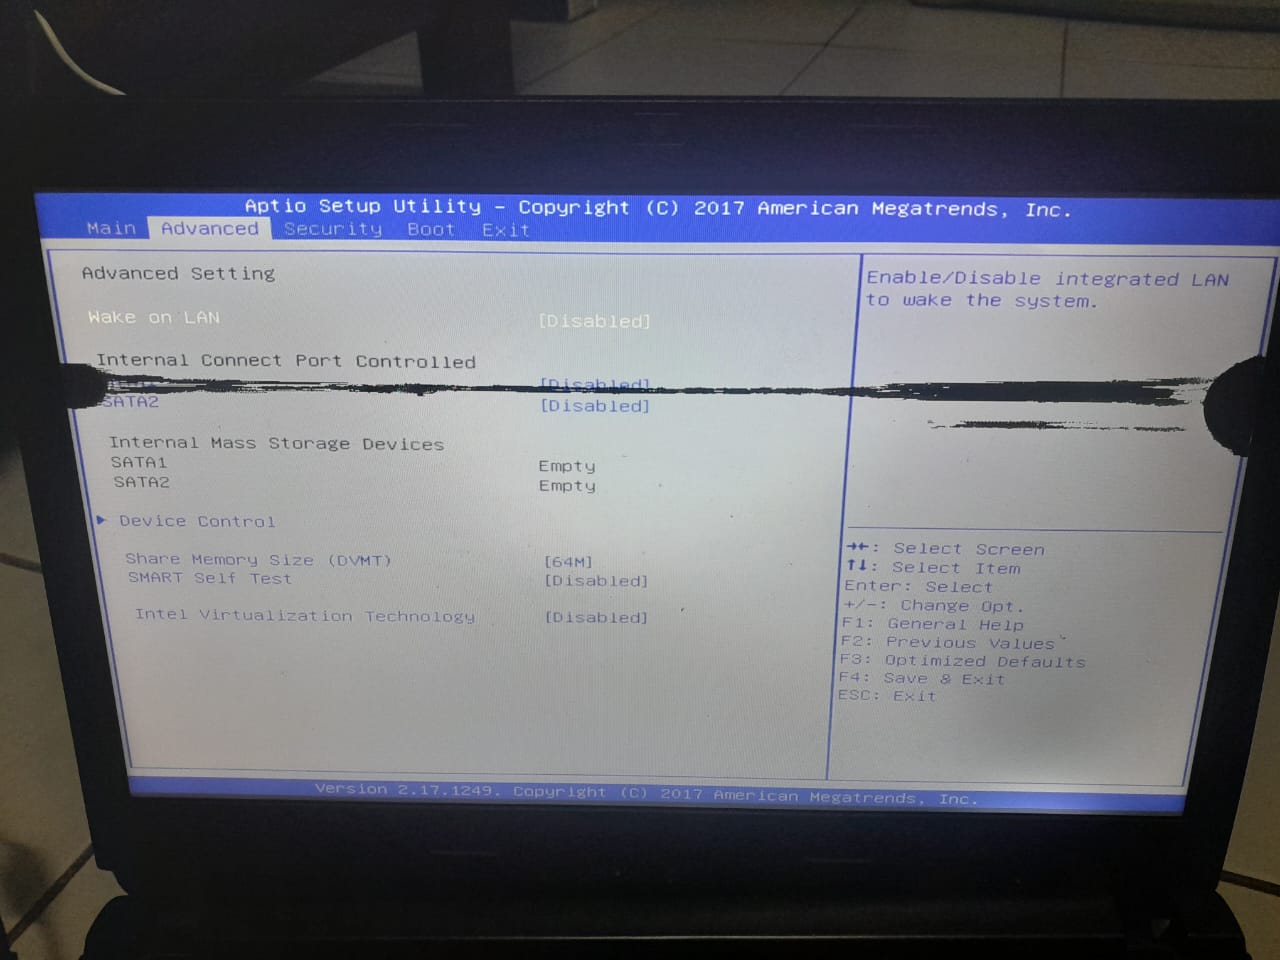 Aptio Setup Utility - Copyright (C) 2017 American Megatrends, Inc.
Main Advanced Security Boot Exit
Advanced Setting
Wake on LAN [Disabled]
Internal Connect Port Controlled
[Disabled]
SATA2 [Disabled]
Internal Mass Storage Devices
SATA1 Empty
SATA2 Empty
Device Control
Share Memory Size (DVMT) [64M]
SMART Self Test [Disabled]
Intel Virtualization Technology [Disabled]
Enable/Disable integrated LAN
to wake the system.
→←: Select Screen
↑↓: Select Item
Enter: Select
+/-: Change Opt.
F1: General Help
F2: Previous Values
F3: Optimized Defaults
F4: Save & Exit
ESC: Exit
Version 2.17.1249. Copyright (C) 2017 American Megatrends, Inc.